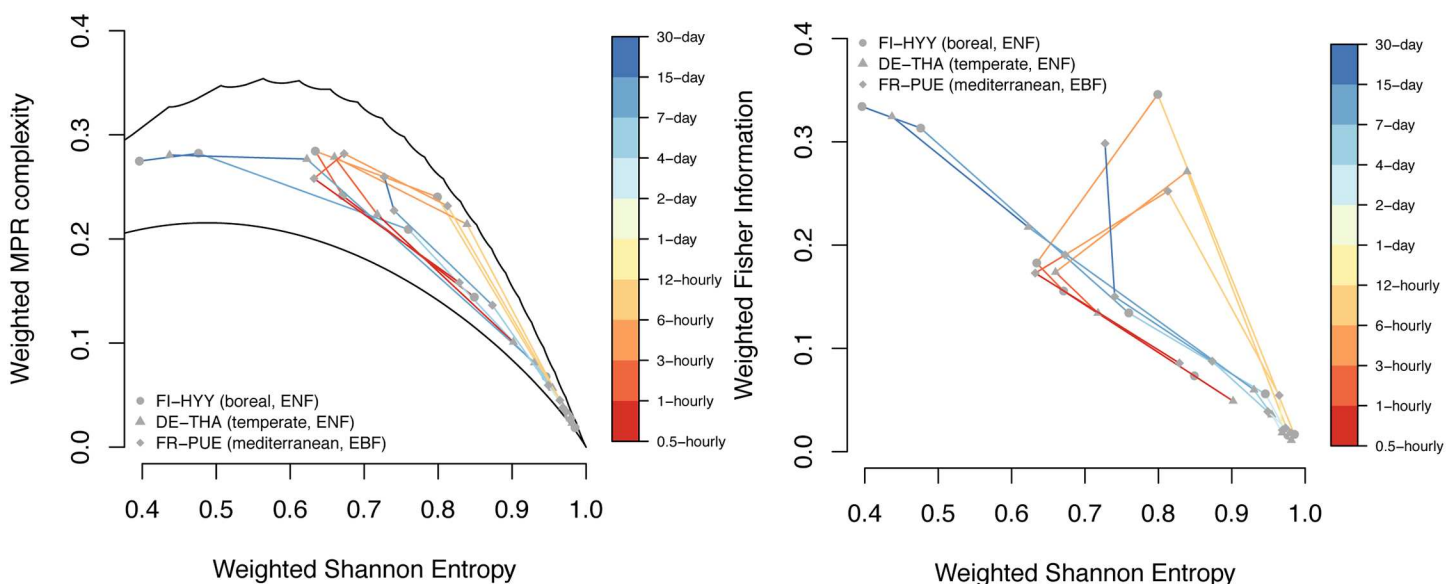 Weighted MPR complexity
0.4
0.3
0.2
0.1
0.0
FI−HYY (boreal, ENF)
DE−THA (temperate, ENF)
FR−PUE (mediterranean, EBF)
0.4 0.5 0.6 0.7 0.8 0.9 1.0
Weighted Shannon Entropy
30−day
15−day
7−day
4−day
2−day
1−day
12−hourly
6−hourly
3−hourly
1−hourly
0.5−hourly
Weighted Fisher Information
0.4
0.3
0.2
0.1
0.0
FI−HYY (boreal, ENF)
DE−THA (temperate, ENF)
FR−PUE (mediterranean, EBF)
0.4 0.5 0.6 0.7 0.8 0.9 1.0
Weighted Shannon Entropy
30−day
15−day
7−day
4−day
2−day
1−day
12−hourly
6−hourly
3−hourly
1−hourly
0.5−hourly